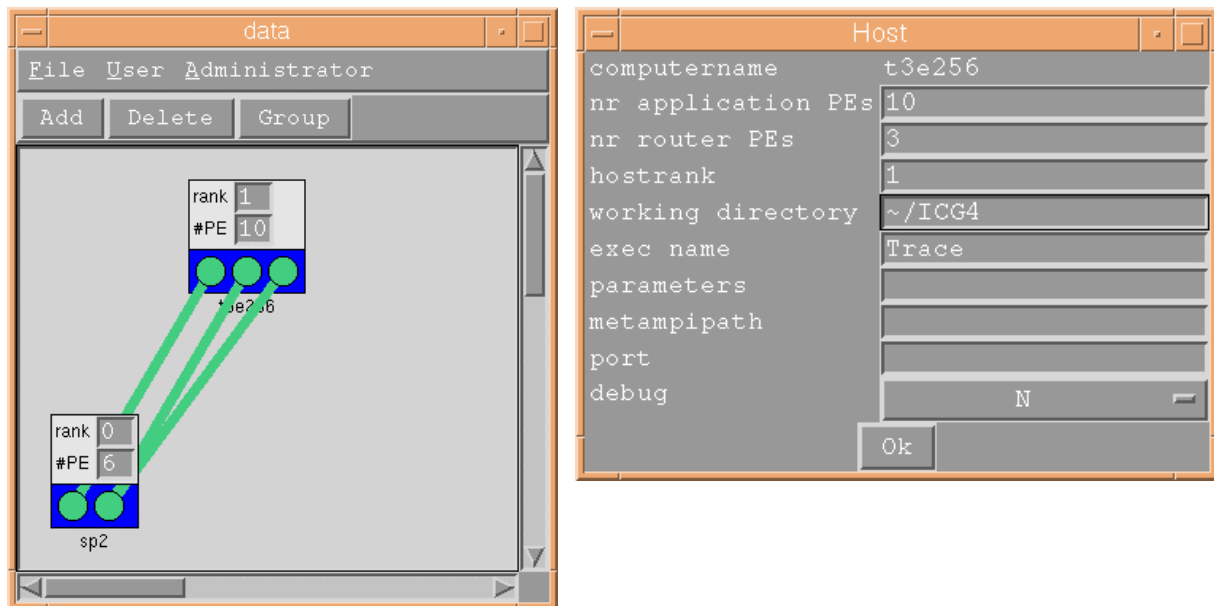 data
File User Administrator
Add Delete Group
rank 1
#PE 10
t3e256
rank 0
#PE 6
sp2
Host
computername t3e256
nr application PEs 10
nr router PEs 3
hostrank 1
working directory ~/ICG4
exec name Trace
parameters
metampipath
port
debug N
Ok